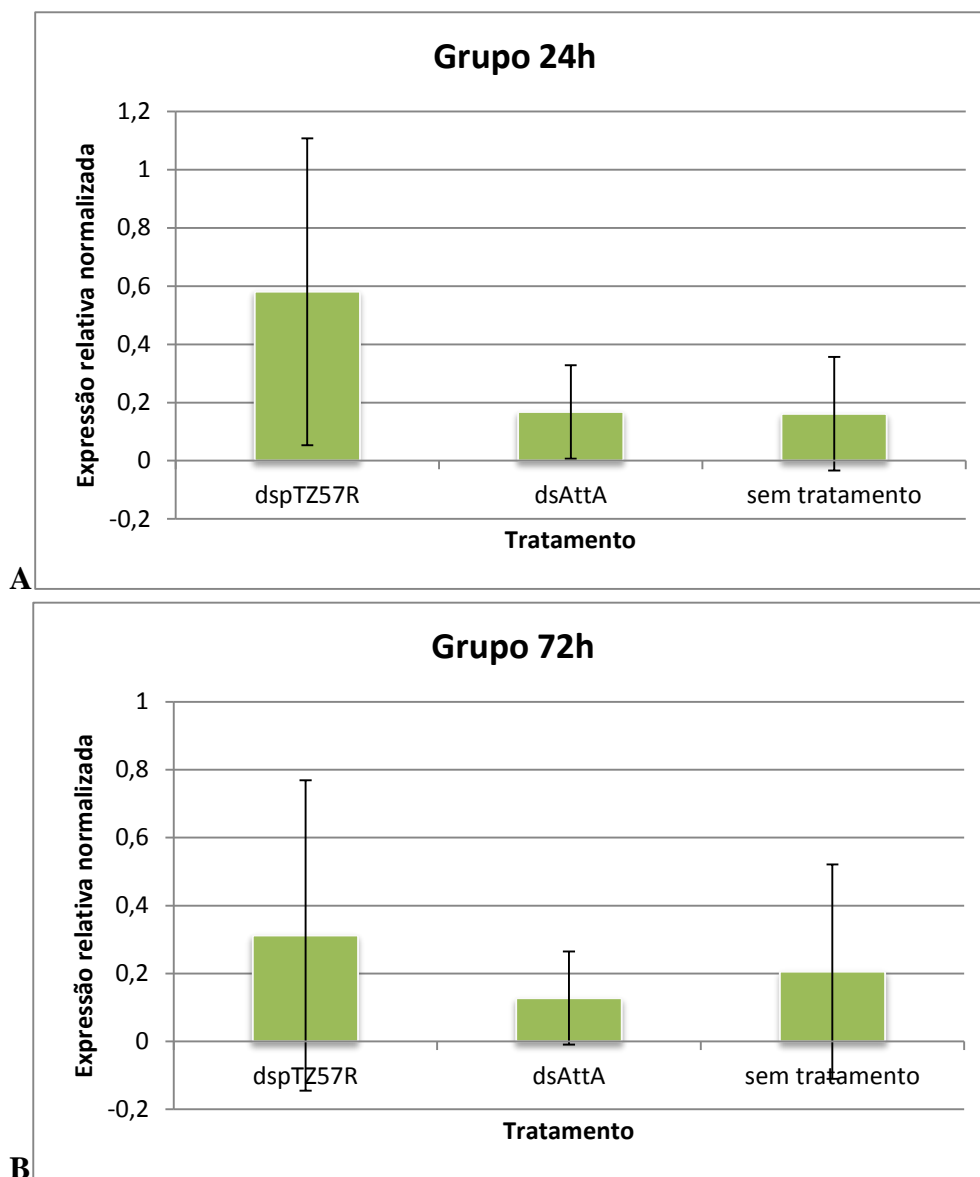 Grupo 24h
Expressão relativa normalizada
1,2
1
0,8
0,6
0,4
0,2
0
-0,2
dspTZ57R
dsAttA
sem tratamento
Tratamento
A
Grupo 72h
Expressão relativa normalizada
1
0,8
0,6
0,4
0,2
0
-0,2
dspTZ57R
dsAttA
sem tratamento
Tratamento
B